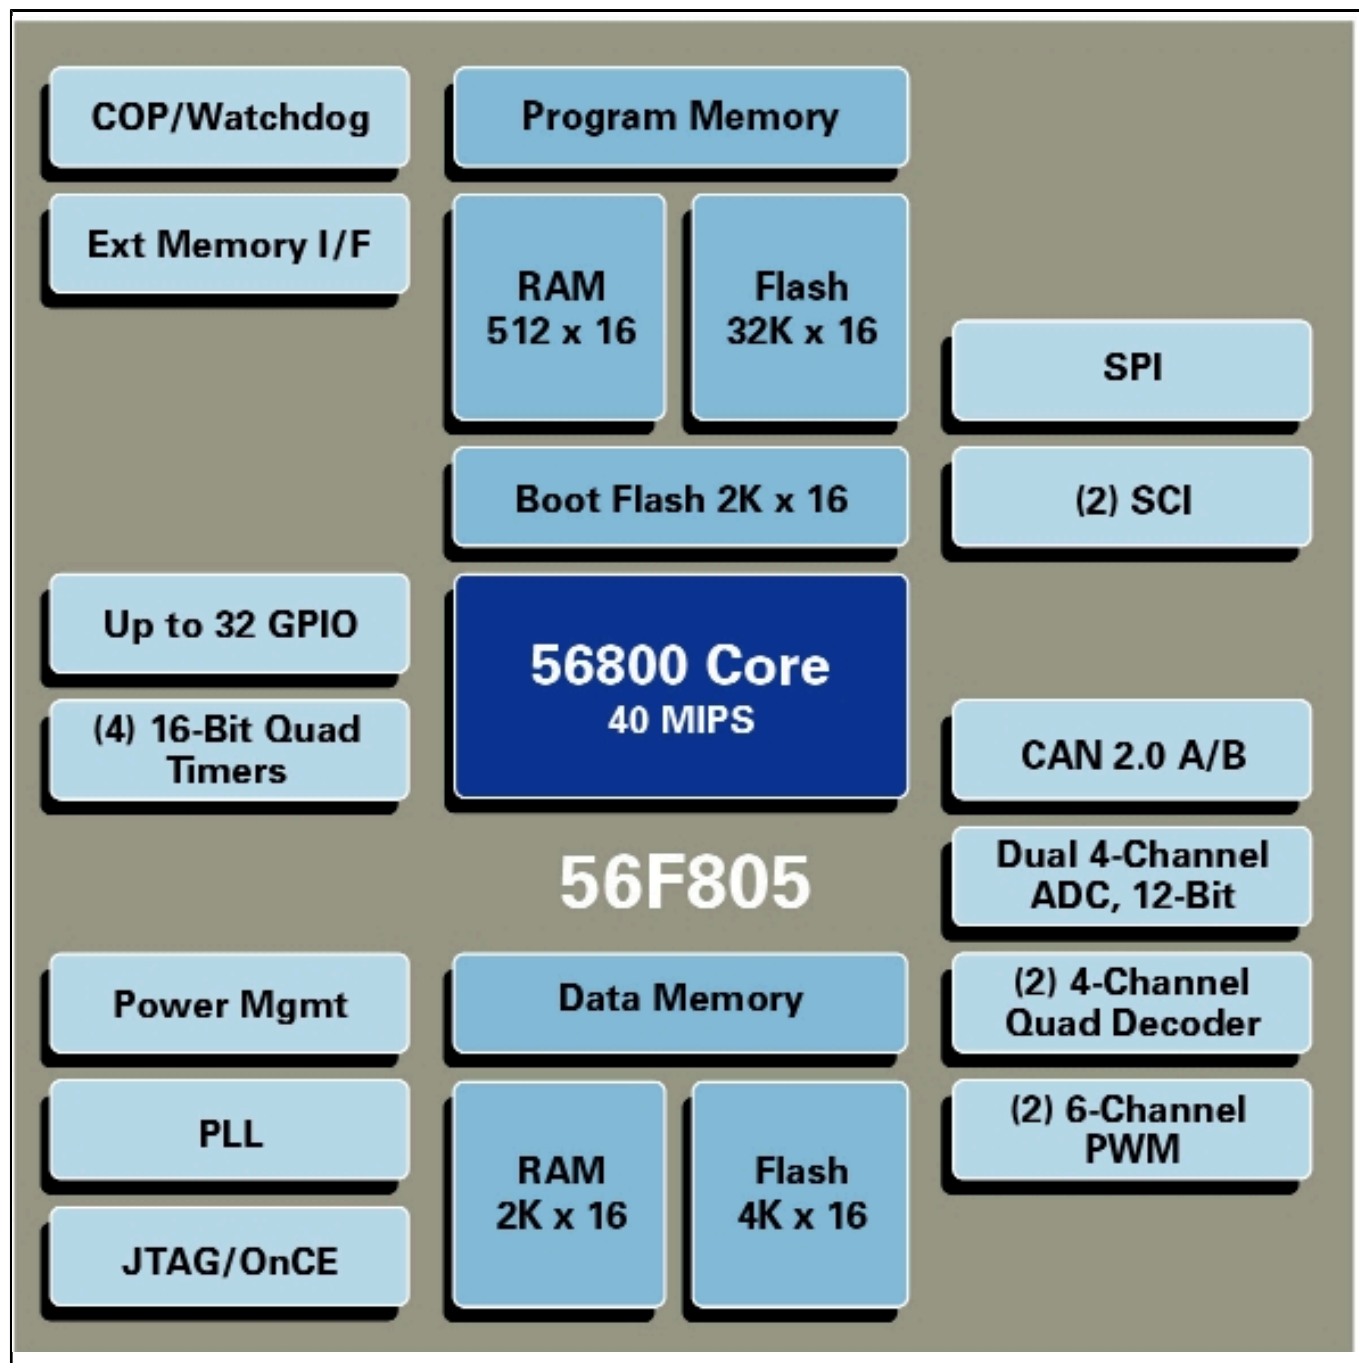 COP/Watchdog
Ext Memory I/F
Program Memory
RAM
512 x 16
Flash
32K x 16
Boot Flash 2K x 16
SPI
(2) SCI
Up to 32 GPIO
(4) 16-Bit Quad
Timers
56800 Core
40 MIPS
56F805
CAN 2.0 A/B
Dual 4-Channel
ADC, 12-Bit
(2) 4-Channel
Quad Decoder
(2) 6-Channel
PWM
Power Mgmt
PLL
JTAG/OnCE
Data Memory
RAM
2K x 16
Flash
4K x 16